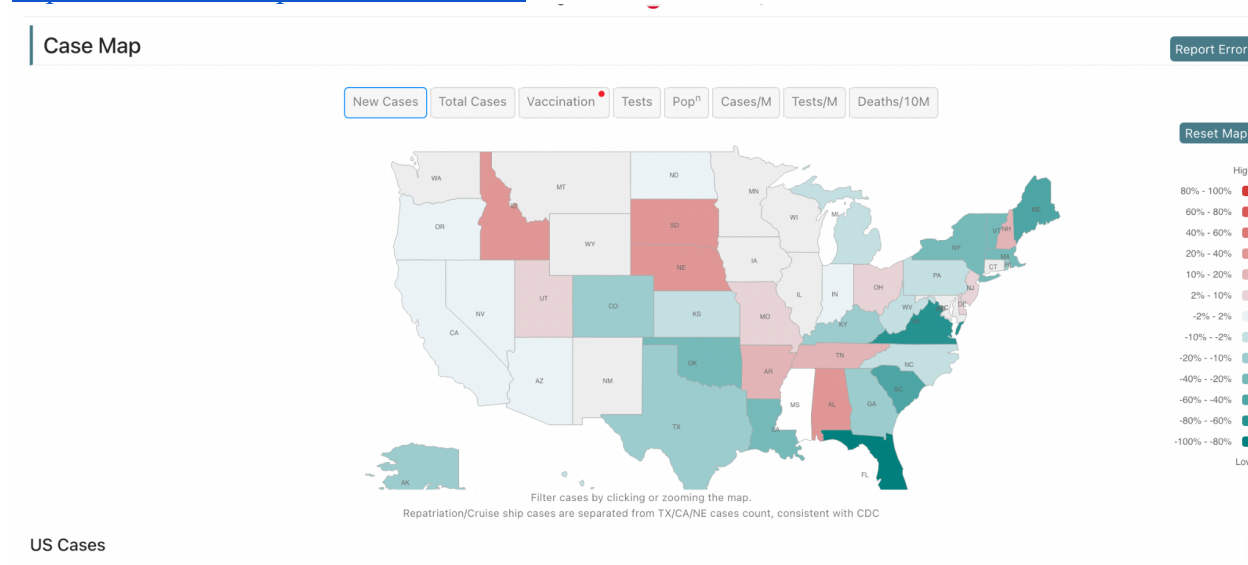 Case Map
Report Error
New Cases
Total Cases
Vaccination
Tests
Popⁿ
Cases/M
Tests/M
Deaths/10M
Reset Map
Hig
80% - 100%
60% - 80%
40% - 60%
20% - 40%
10% - 20%
2% - 10%
-2% - 2%
-10% - -2%
-20% - -10%
-40% - -20%
-60% - -40%
-80% - -60%
-100% - -80%
Lov
WA
MT
ND
MN
OR
ID
SD
WI
MI
ME
VT
NH
NY
MA
WY
IA
NE
PA
CT
RI
NJ
NV
UT
CO
KS
MO
IL
IN
OH
WV
DE
CA
KY
AZ
NM
OK
AR
TN
NC
SC
TX
LA
MS
AL
GA
FL
AK
Filter cases by clicking or zooming the map.
Repatriation/Cruise ship cases are separated from TX/CA/NE cases count, consistent with CDC
US Cases